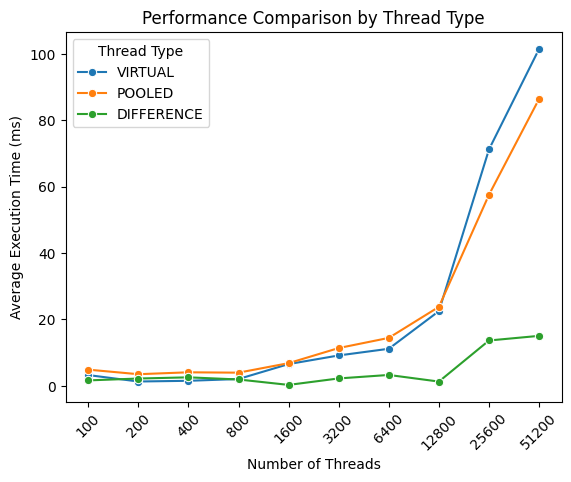 Performance Comparison by Thread Type
Thread Type
VIRTUAL
POOLED
DIFFERENCE
Average Execution Time (ms)
100
80
60
40
20
0
100
200
400
800
1600
3200
6400
12800
25600
51200
Number of Threads